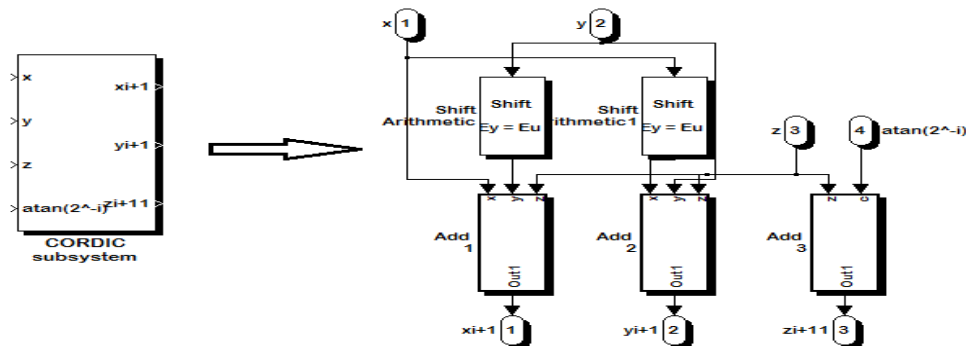 x
y
z
atan(2^-i)
xi+1
yi+1
zi+11
CORDIC
subsystem
x 1
y 2
Shift
Arithmetic
Shift
Ey = Eu
Shift
rithmetic1
Shift
Ey = Eu
z 3
4 atan(2^-i)
x
y
z
Add
1
Out1
x
y
z
Add
2
Out1
z
c
Add
3
Out1
xi+1 1
yi+1 2
zi+11 3